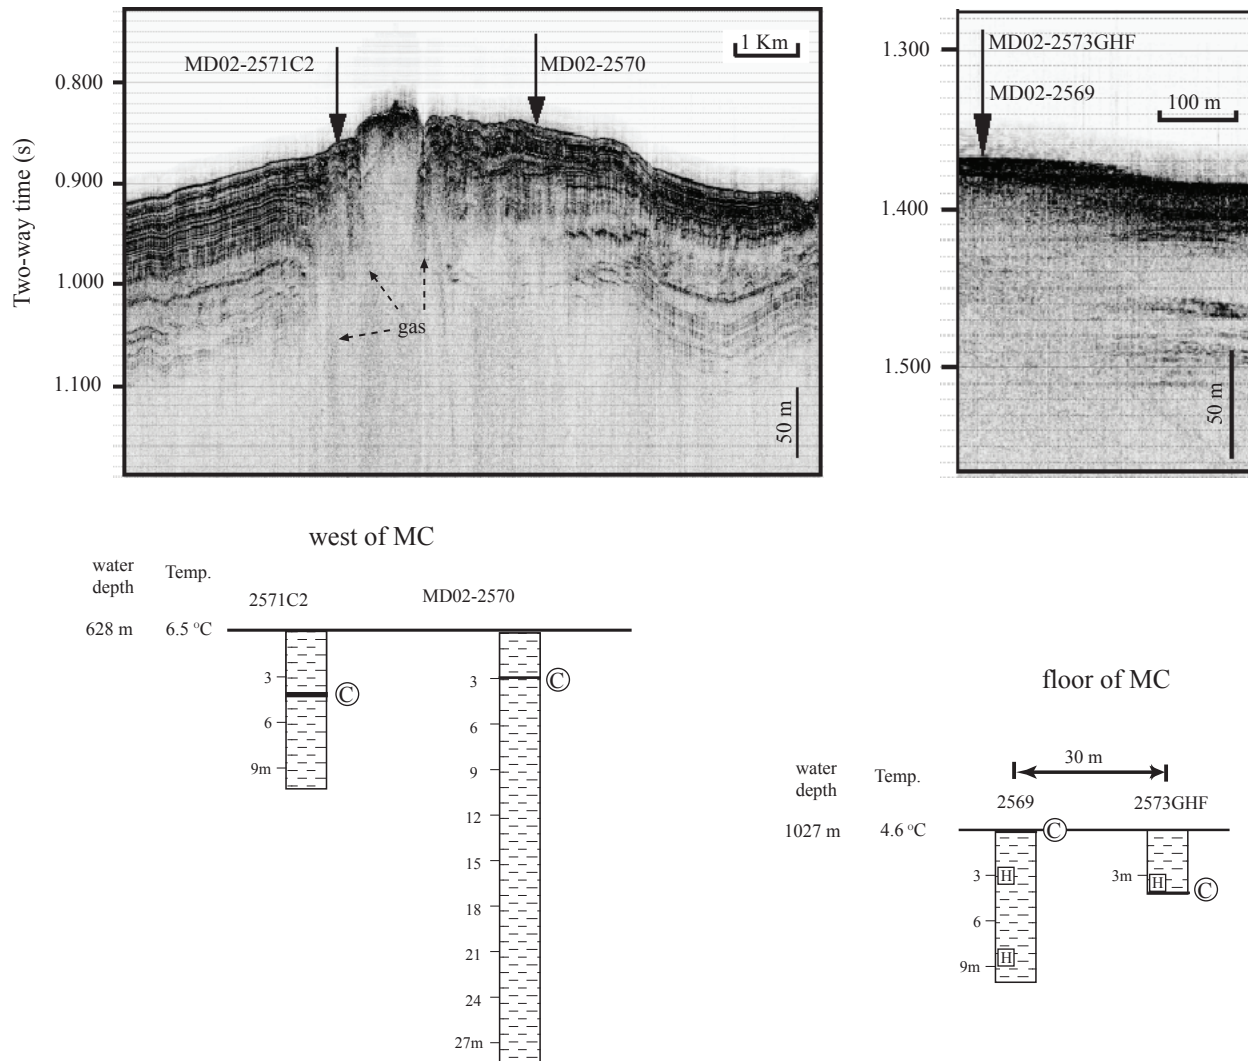 1 Km
MD02-2571C2
MD02-2570
0.800
0.900
1.000
1.100
Two-way time (s)
gas
50 m
1.300
1.400
1.500
MD02-2573GHF
MD02-2569
100 m
50 m
west of MC
water
depth
Temp.
2571C2
MD02-2570
628 m
6.5 °C
3
6
9m
C
3
6
9
12
15
18
21
24
27m
C
floor of MC
30 m
water
depth
Temp.
2569
2573GHF
1027 m
4.6 °C
C
3
H
6
9m
H
3m
H
C